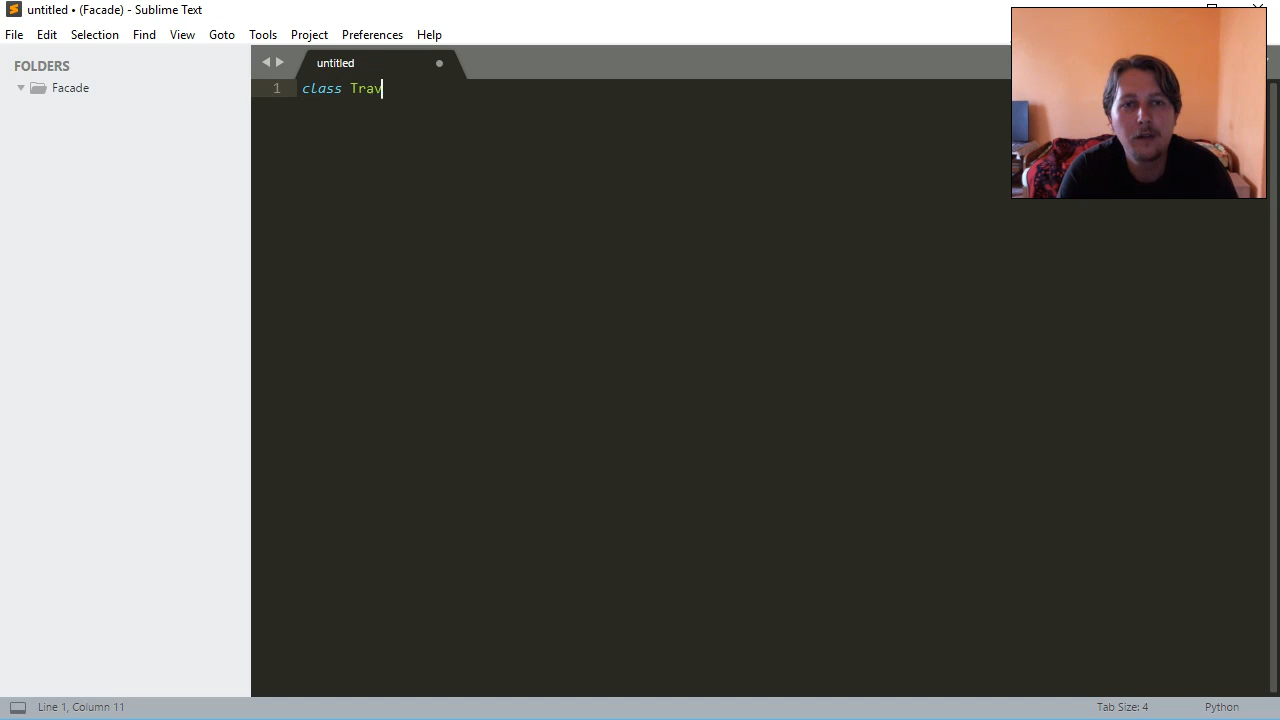 untitled • (Facade) - Sublime Text
File Edit Selection Find View Goto Tools Project Preferences Help
FOLDERS
Facade
untitled
1 class Trav
Line 1, Column 11
Tab Size: 4
Python